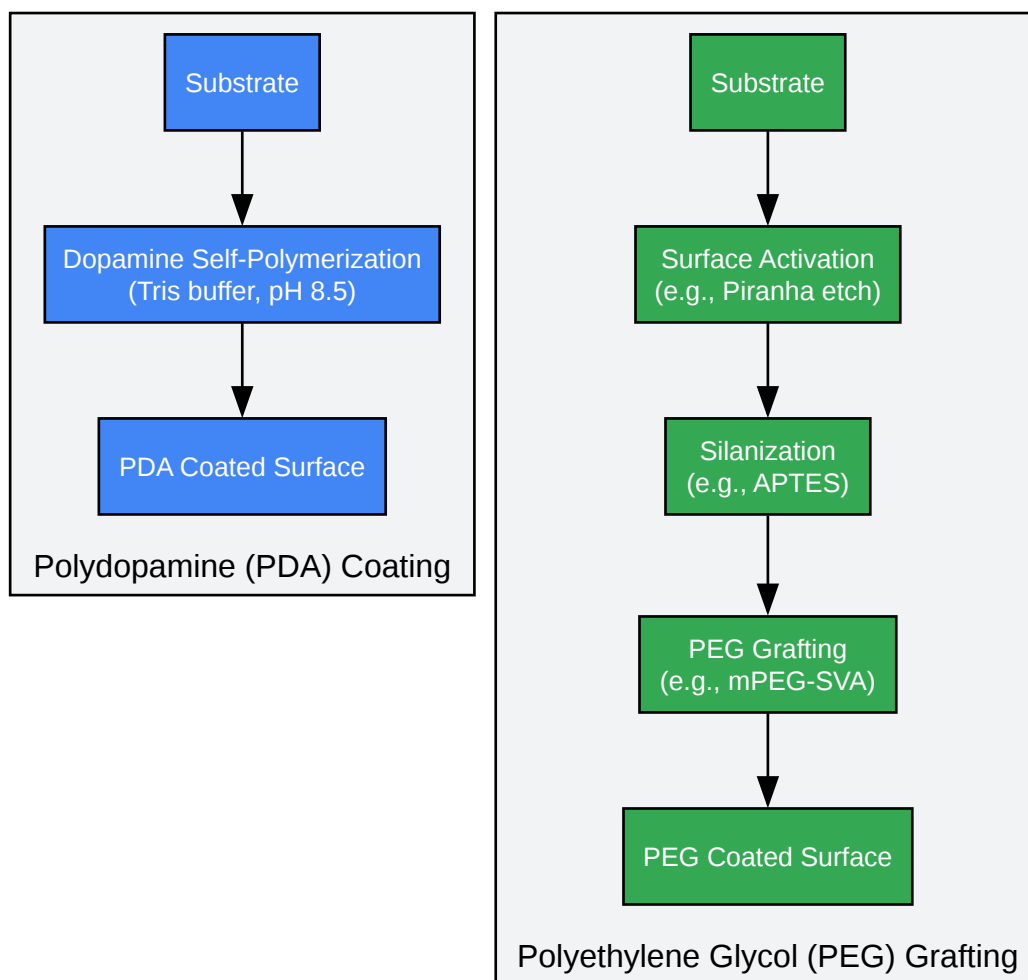 Substrate
Dopamine Self-Polymerization
(Tris buffer, pH 8.5)
PDA Coated Surface
Polydopamine (PDA) Coating
Substrate
Surface Activation
(e.g., Piranha etch)
Silanization
(e.g., APTES)
PEG Grafting
(e.g., mPEG-SVA)
PEG Coated Surface
Polyethylene Glycol (PEG) Grafting